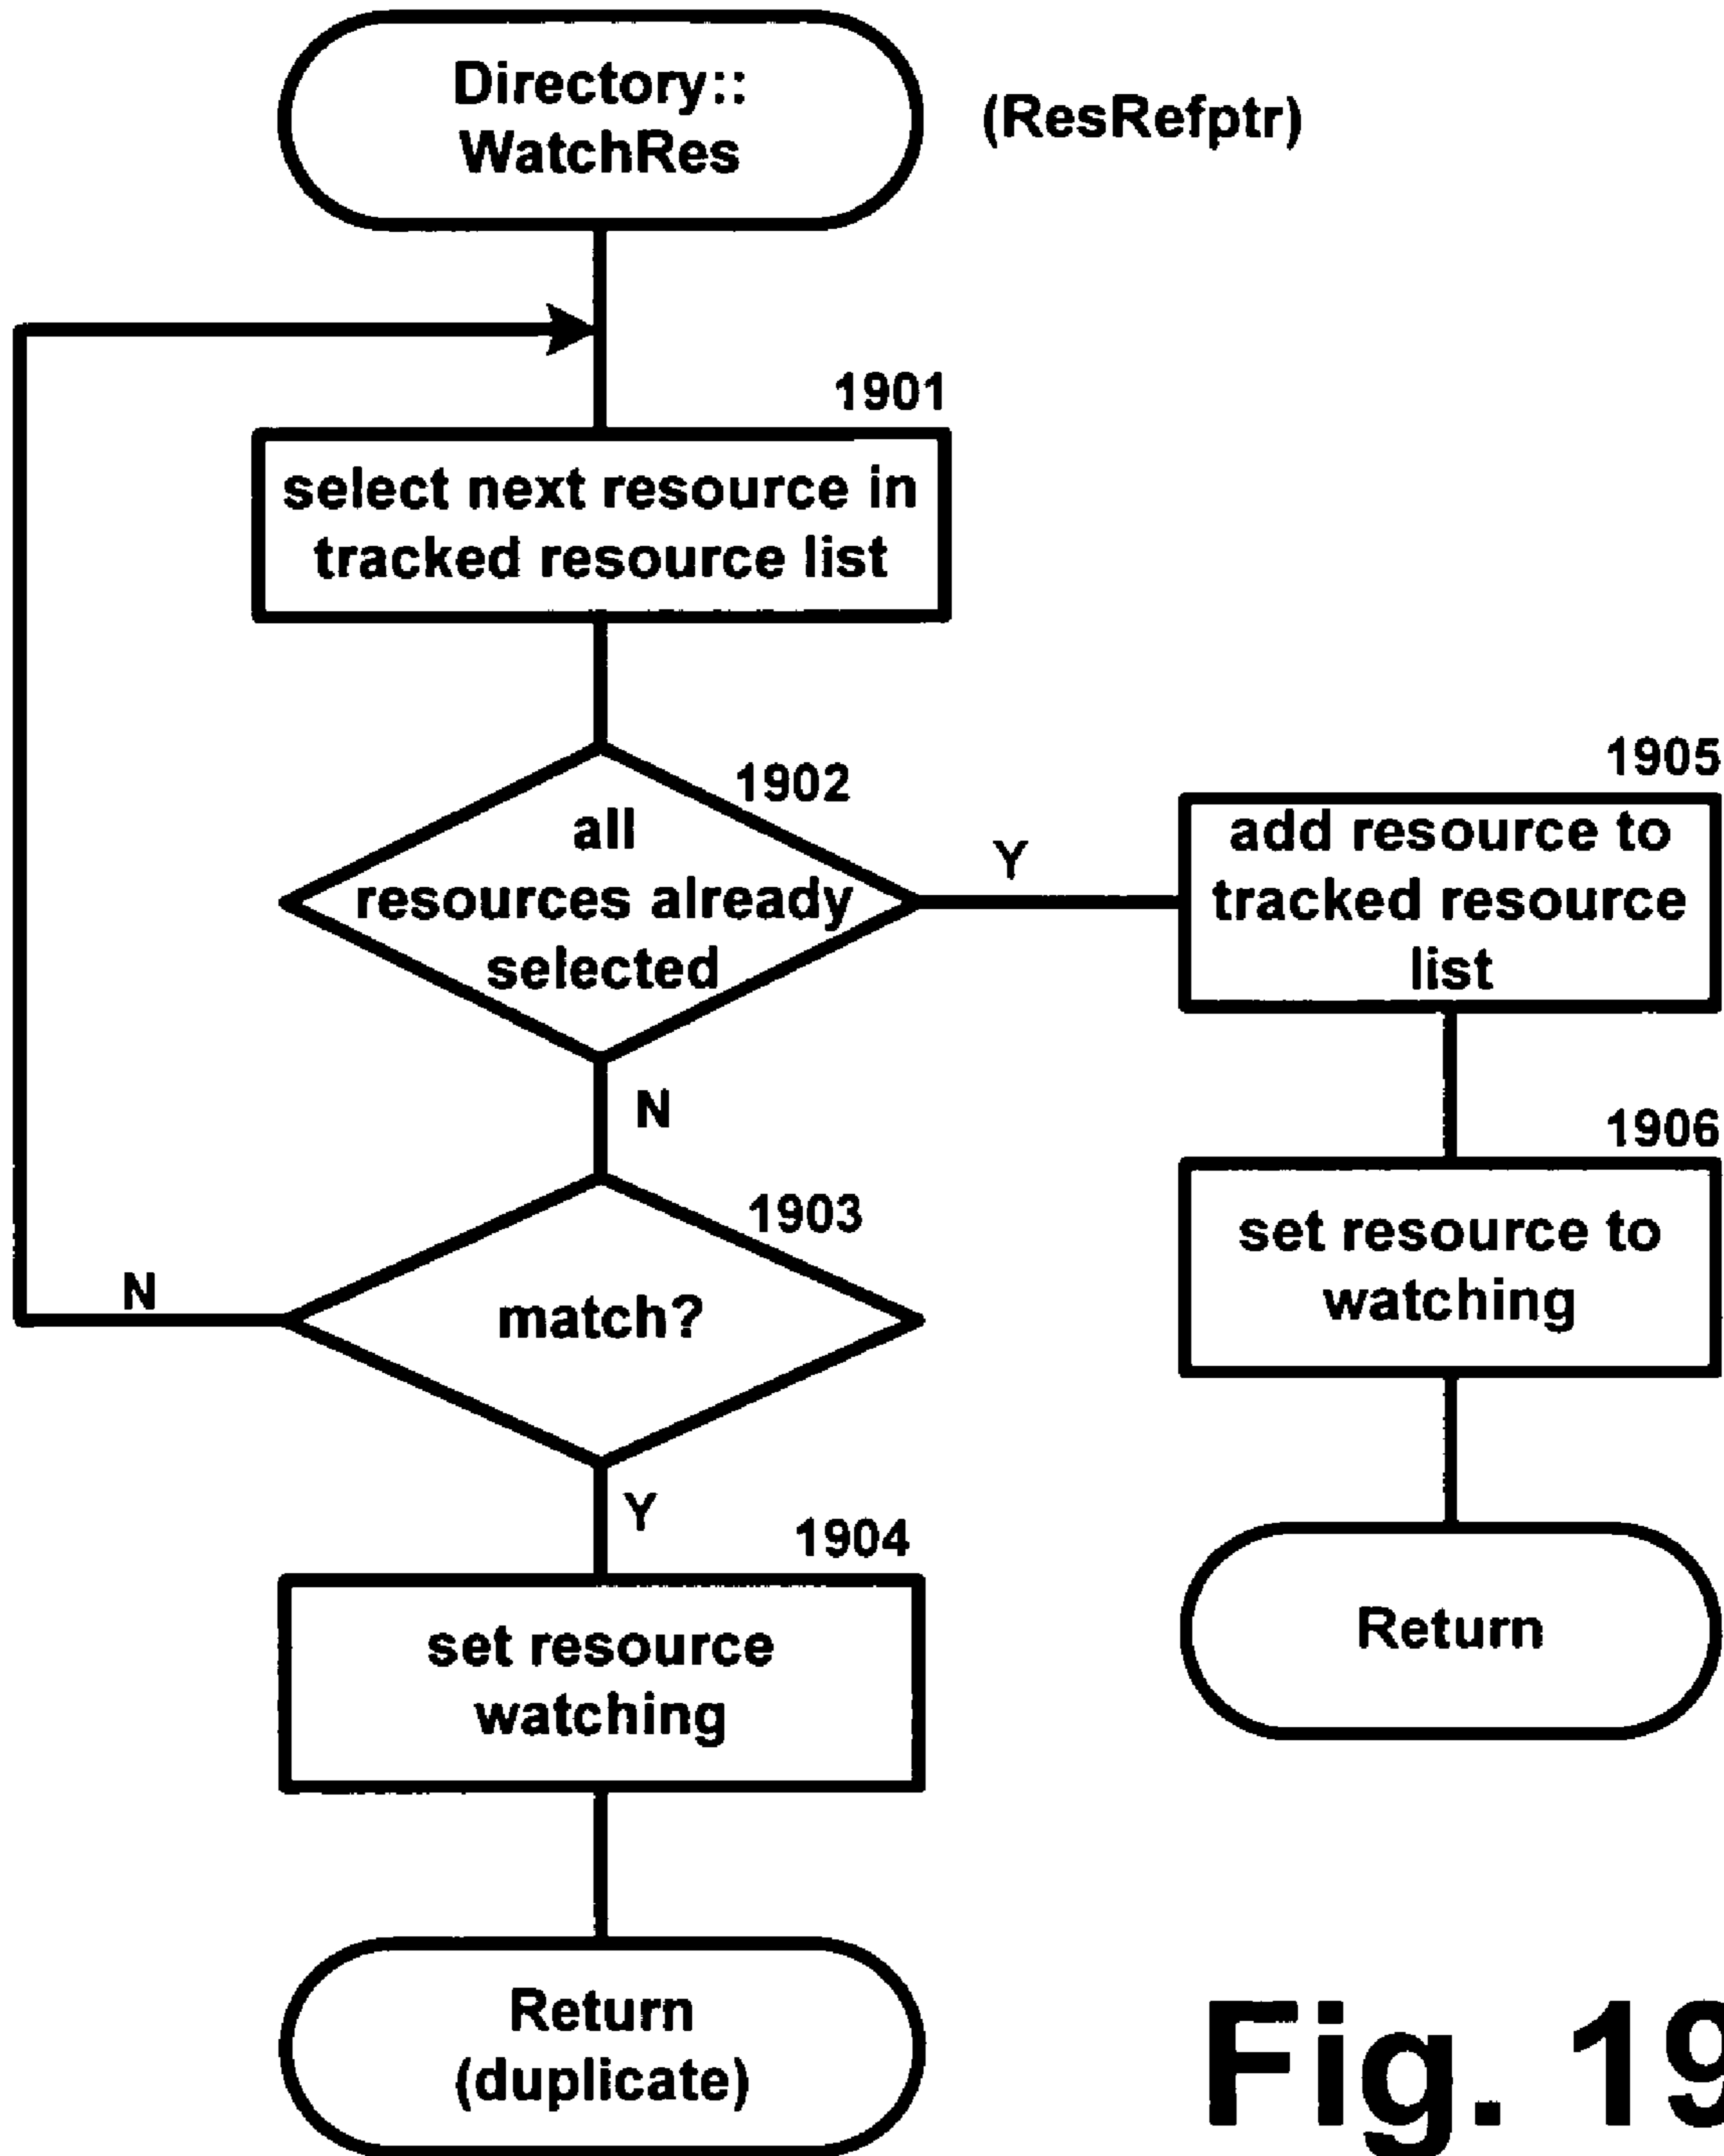 Directory::
WatchRes
(ResRefptr)
1901
select next resource in
tracked resource list
1902
all
resources already
selected
Y
1905
add resource to
tracked resource
list
N
1906
set resource to
watching
1903
match?
N
Y
Return
1904
set resource
watching
Return
(duplicate)
Fig. 19